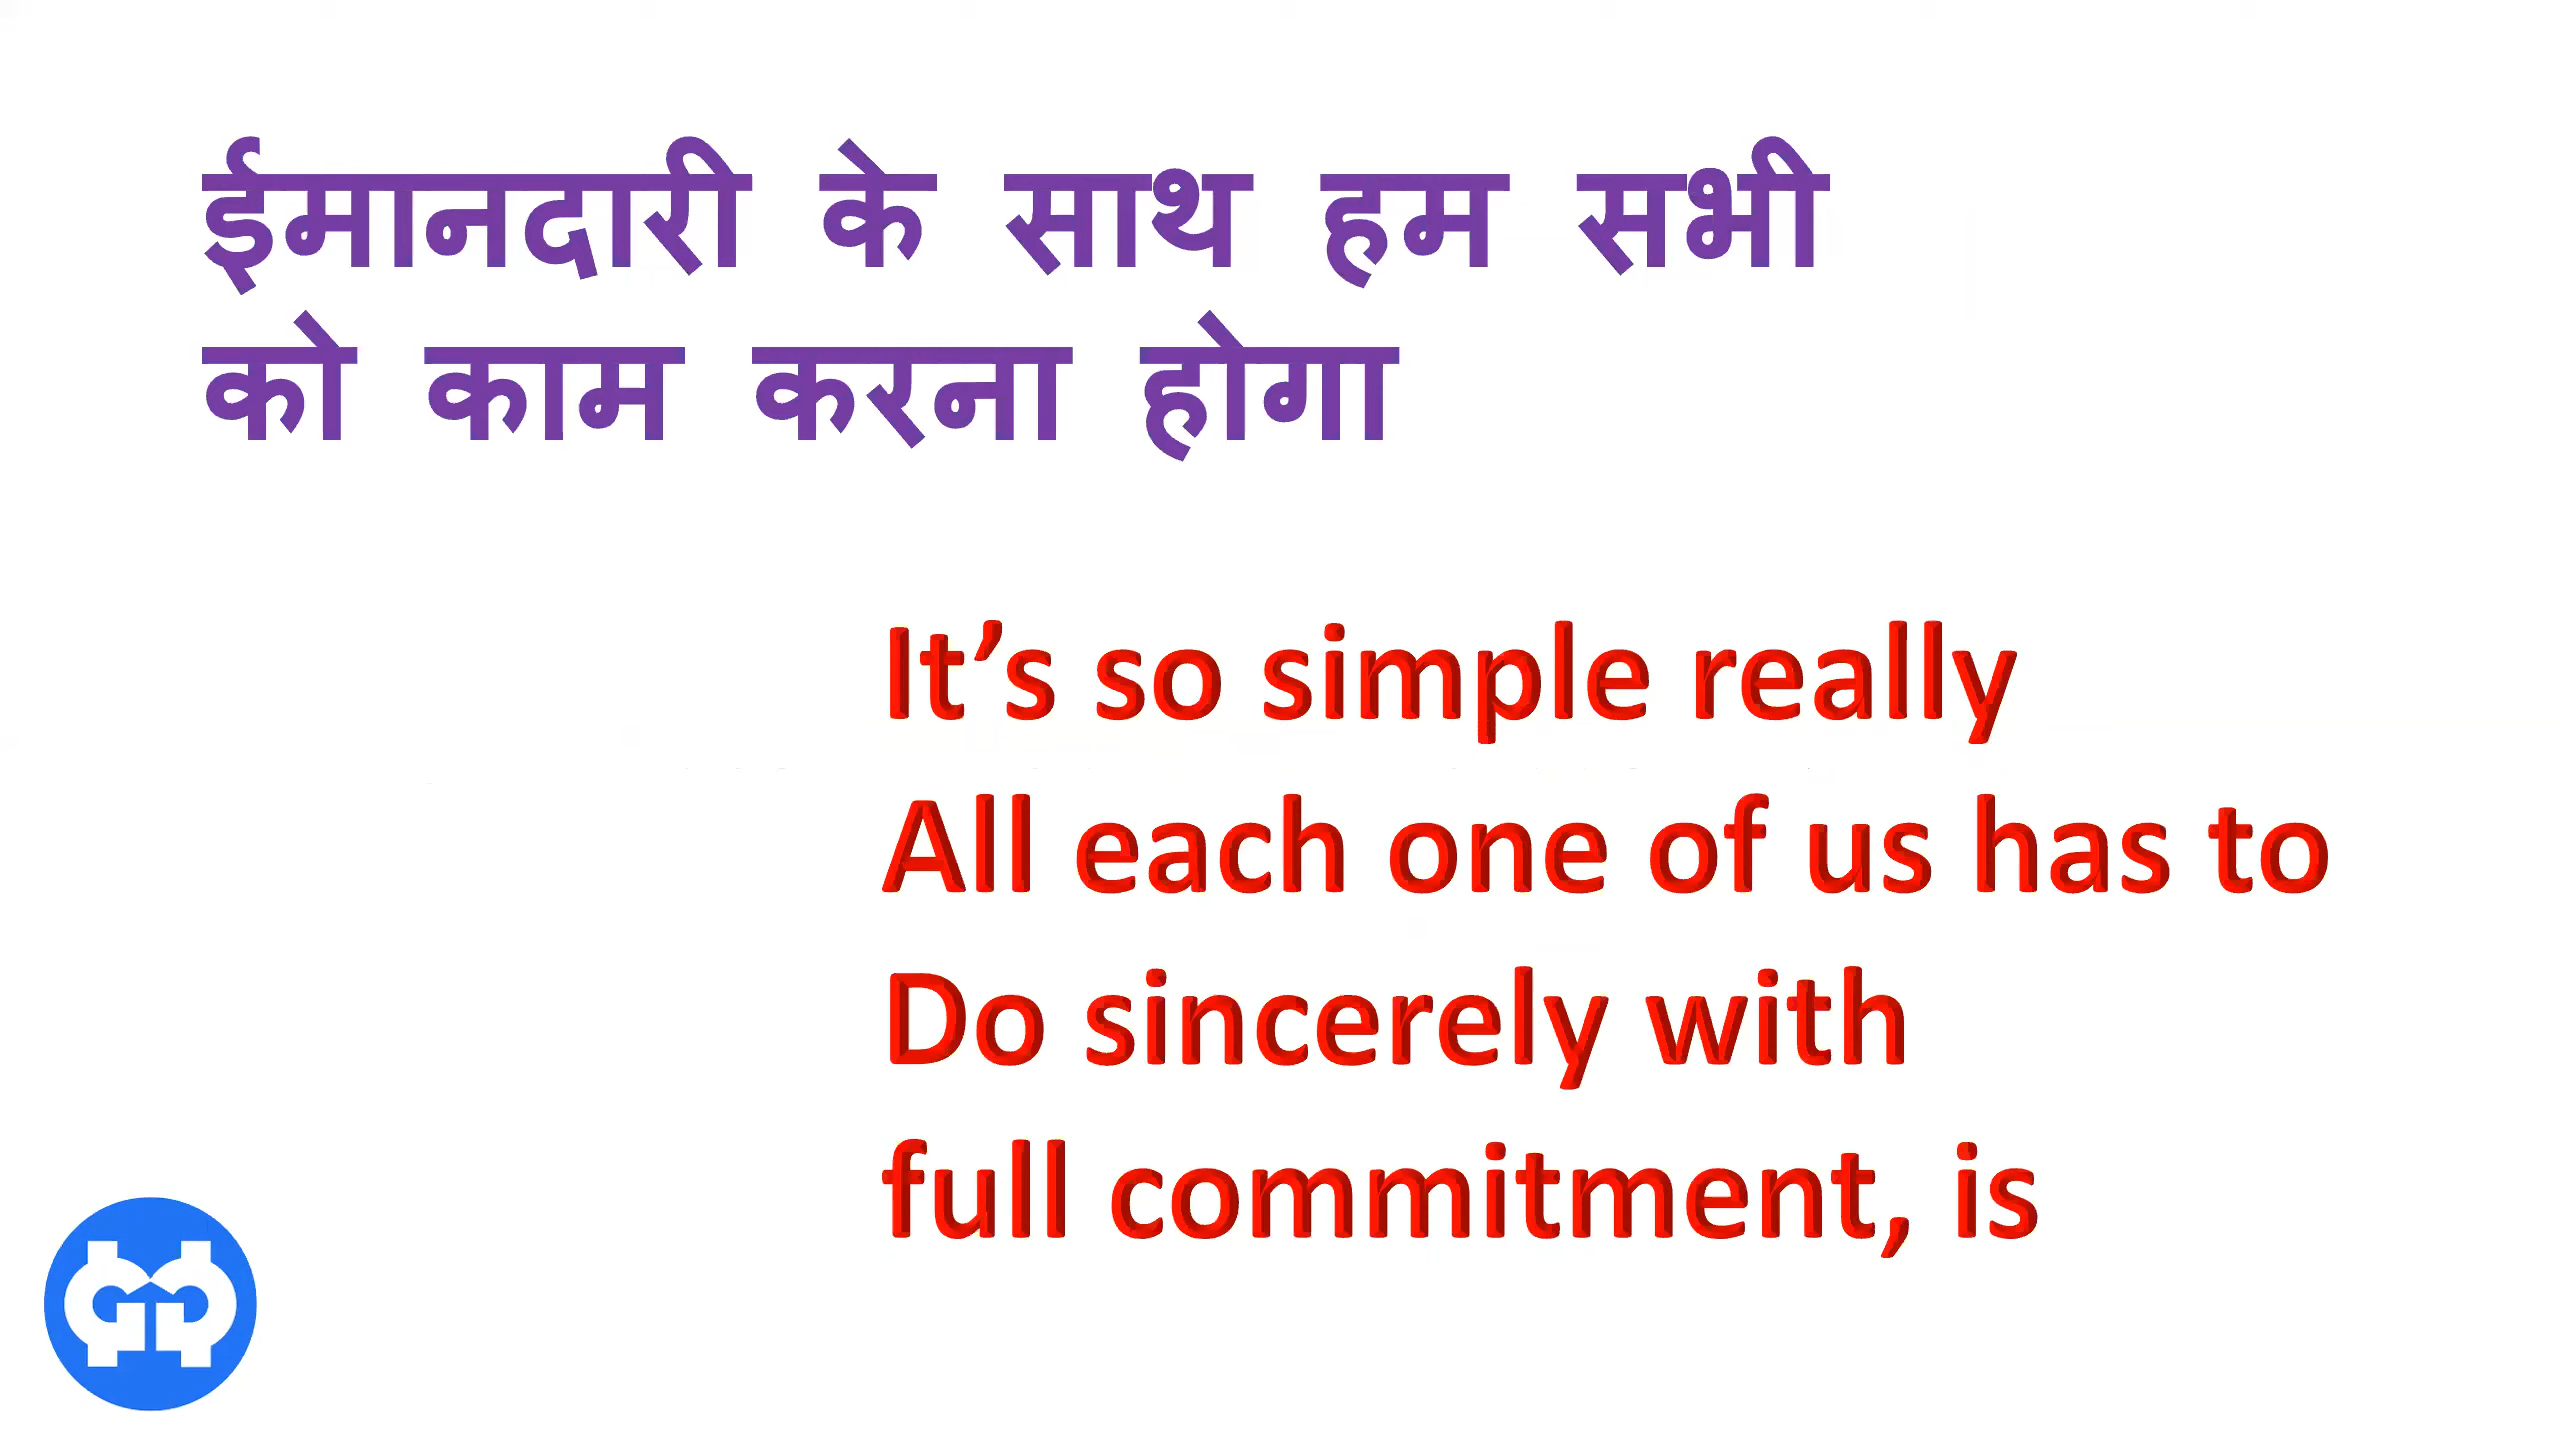 ईमानदारी के साथ हम सभी
को काम करना होगा
It’s so simple really
All each one of us has to
Do sincerely with
full commitment, is